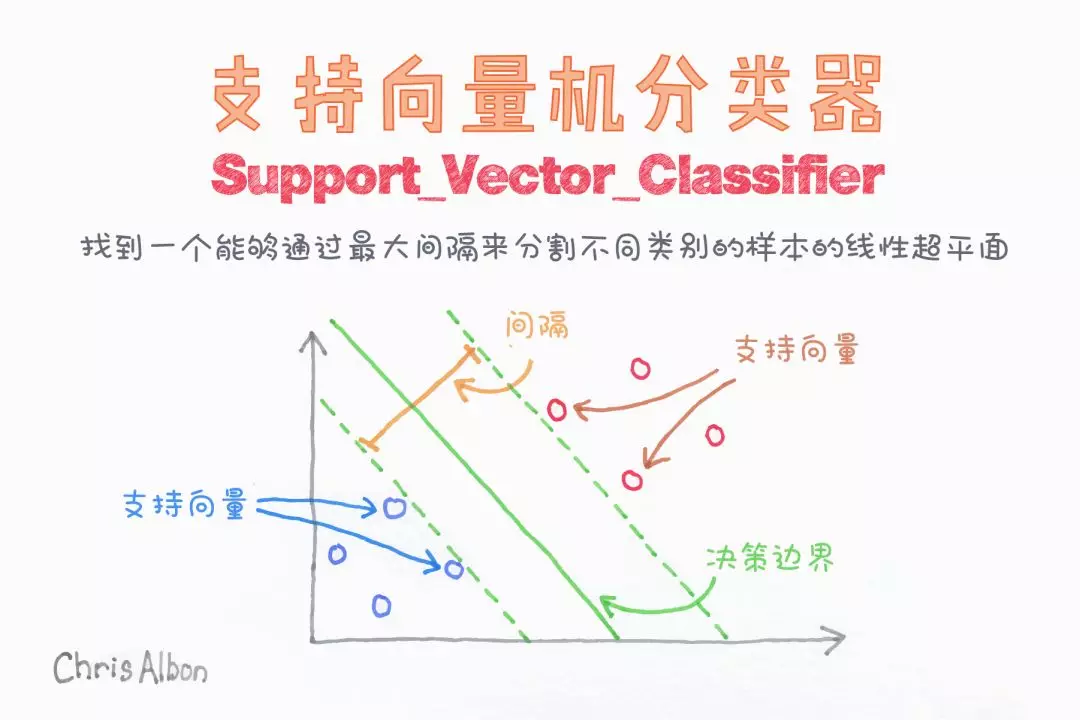 支持向量机分类器
Support_Vector_Classifier
找到一个能够通过最大间隔来分割不同类别的样本的线性超平面
间隔
支持向量
支持向量
决策边界
Chris Albon